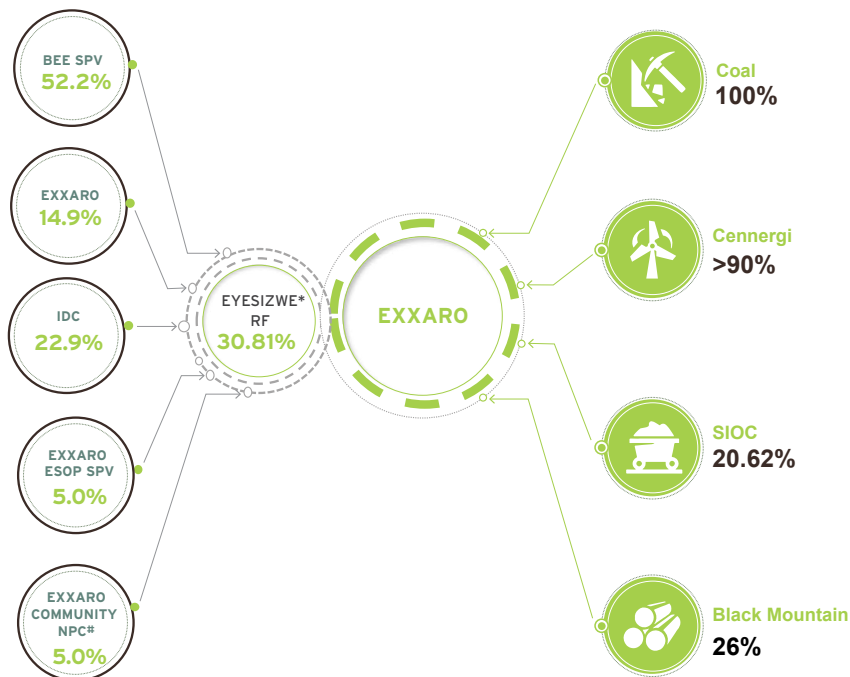 BEE SPV
52.2%
EXXARO
14.9%
IDC
22.9%
EXXARO
ESOP SPV
5.0%
EXXARO
COMMUNITY
NPC#
5.0%
EYESIZWE*
RF
30.81%
EXXARO
Coal
100%
Cennergi
>90%
SIOC
20.62%
Black Mountain
26%